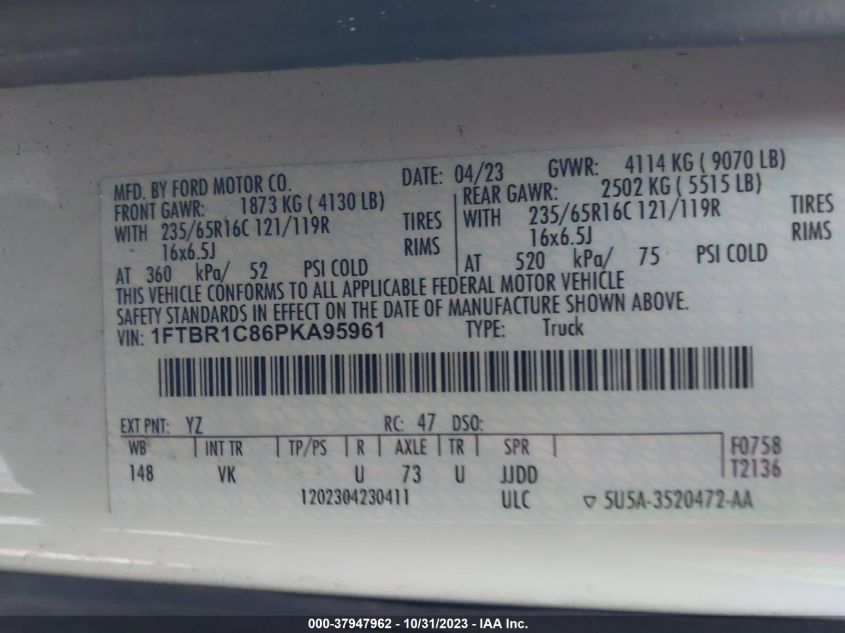 MFD. BY FORD MOTOR CO. DATE: 04/23 GVWR: 4114 KG ( 9070 LB)
FRONT GAWR: 1873 KG ( 4130 LB) REAR GAWR: 2502 KG ( 5515 LB)
WITH 235/65R16C 121/119R TIRES WITH 235/65R16C 121/119R TIRES
16x6.5J RIMS 16x6.5J RIMS
AT 360 kPa/ 52 PSI COLD AT 520 kPa/ 75 PSI COLD
THIS VEHICLE CONFORMS TO ALL APPLICABLE FEDERAL MOTOR VEHICLE
SAFETY STANDARDS IN EFFECT ON THE DATE OF MANUFACTURE SHOWN ABOVE.
VIN: 1FTBR1C86PKA95961 TYPE: Truck
EXT PNT: YZ RC: 47 DSO:
WB INT TR TP/PS R AXLE TR SPR F0758
148 VK U 73 U JJDD T2136
1202304230411 ULC ▽ 5U5A-3520472-AA
000-37947962 - 10/31/2023 - IAA Inc.